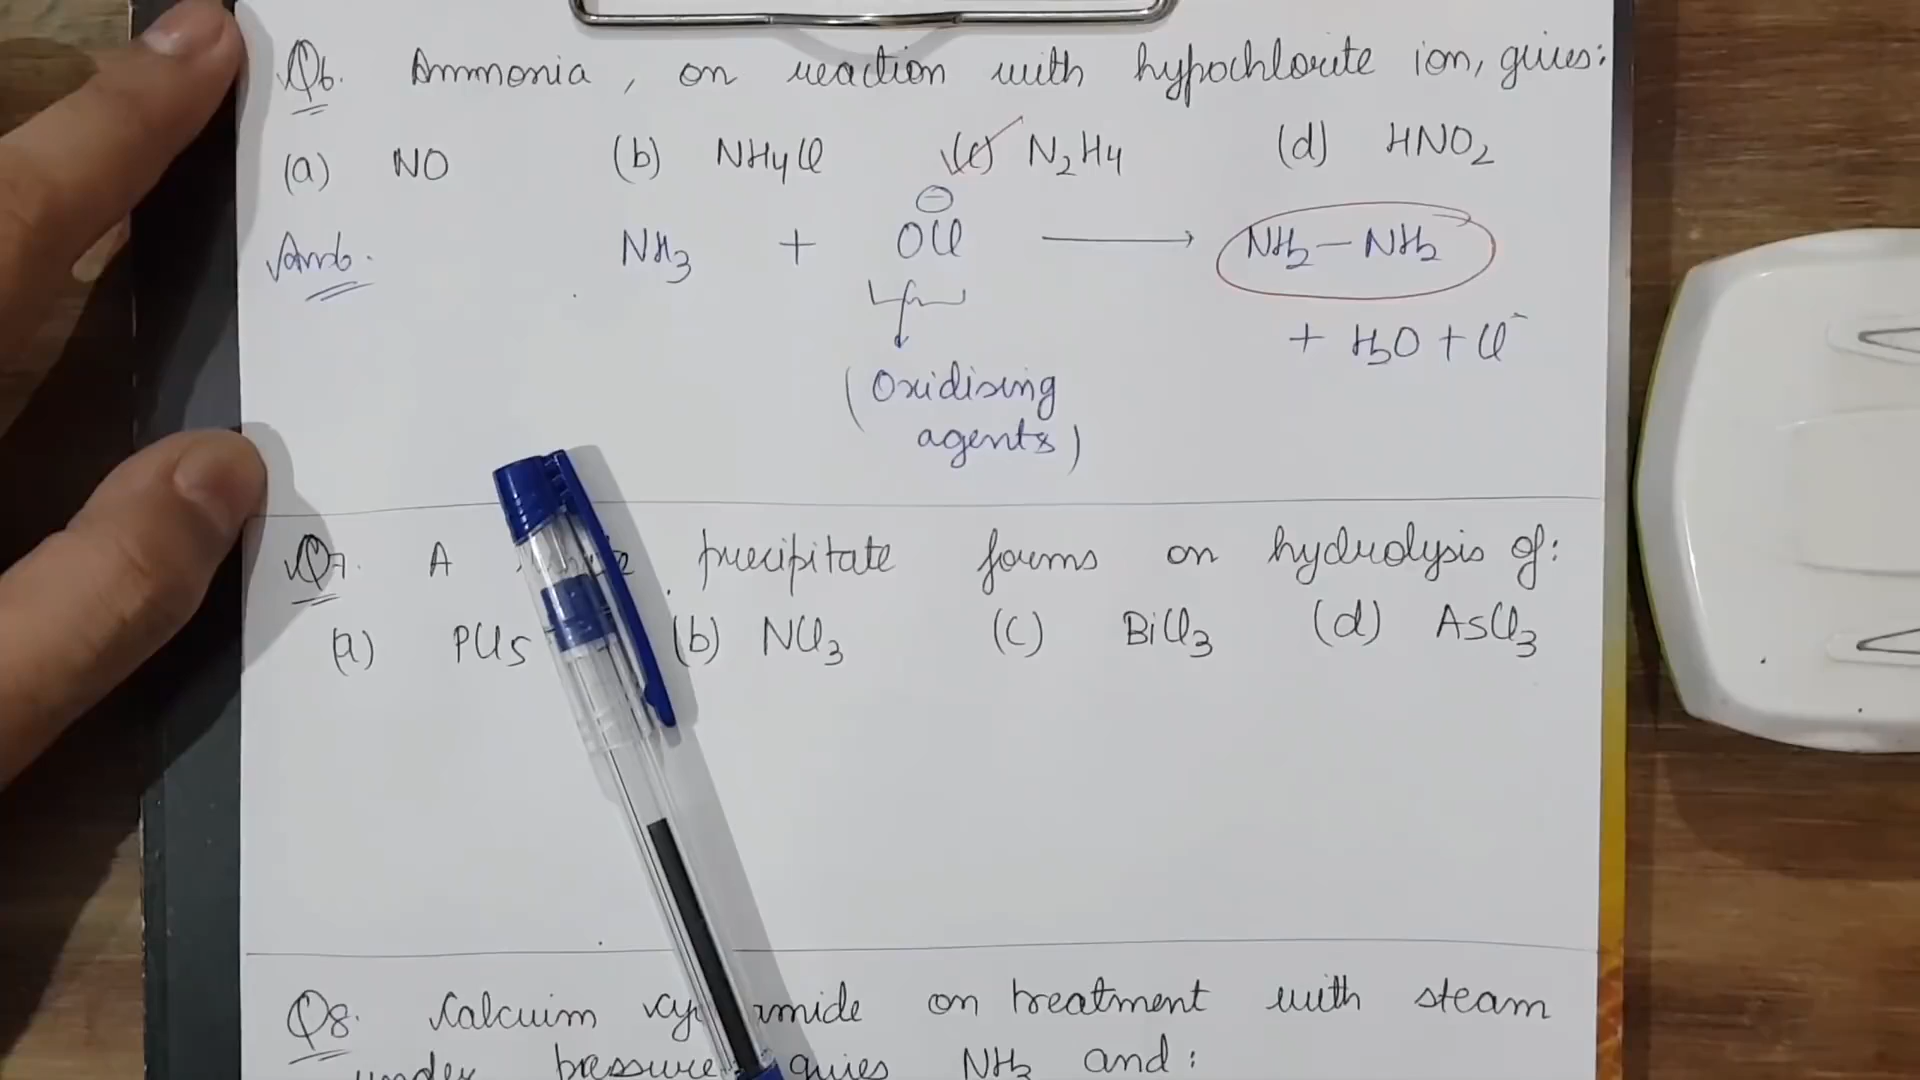 Q6. Ammonia, on reaction with hypochlorite ion, gives:
(a) NO (b) NH4Cl (c) N2H4 (d) HNO2
Ans. NH3 + OCl⊖ → NH2–NH2
+ H2O + Cl-
(Oxidising
agents)
Q7. A precipitate forms on hydrolysis of:
(a) PCl5 (b) NCl3 (c) BiCl3 (d) AsCl3
Q8. Calcuim on treatment with steam
under pressure gives NH3 and: